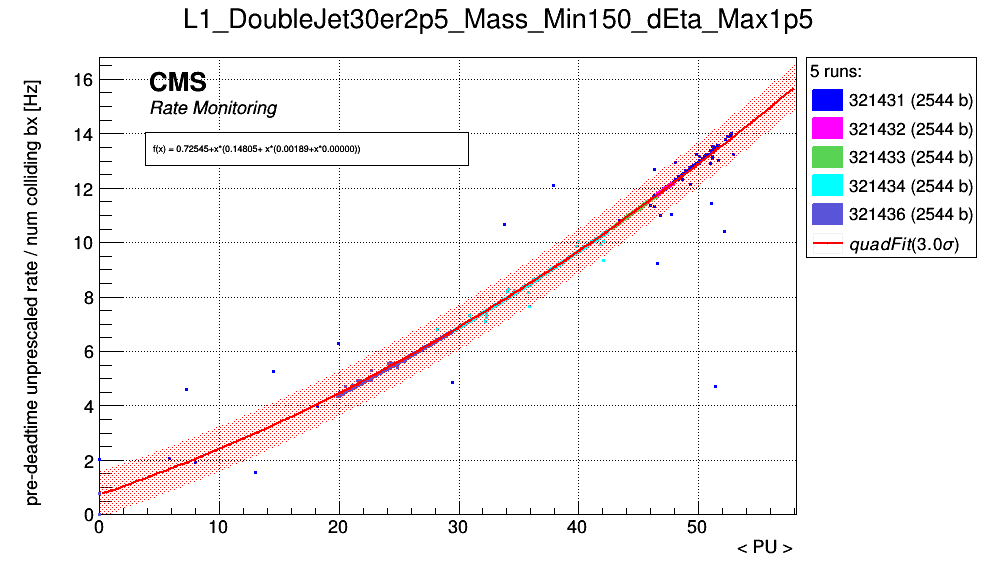 L1_DoubleJet30er2p5_Mass_Min150_dEta_Max1p5
pre-deadtime unprescaled rate / num colliding bx [Hz]
16
14
12
10
8
6
4
2
0
CMS
Rate Monitoring
f(x) = 0.72545+x*(0.14805+ x*(0.00189+x*0.00000))
0 10 20 30 40 50
< PU >
5 runs:
321431 (2544 b)
321432 (2544 b)
321433 (2544 b)
321434 (2544 b)
321436 (2544 b)
quadFit(3.0σ)